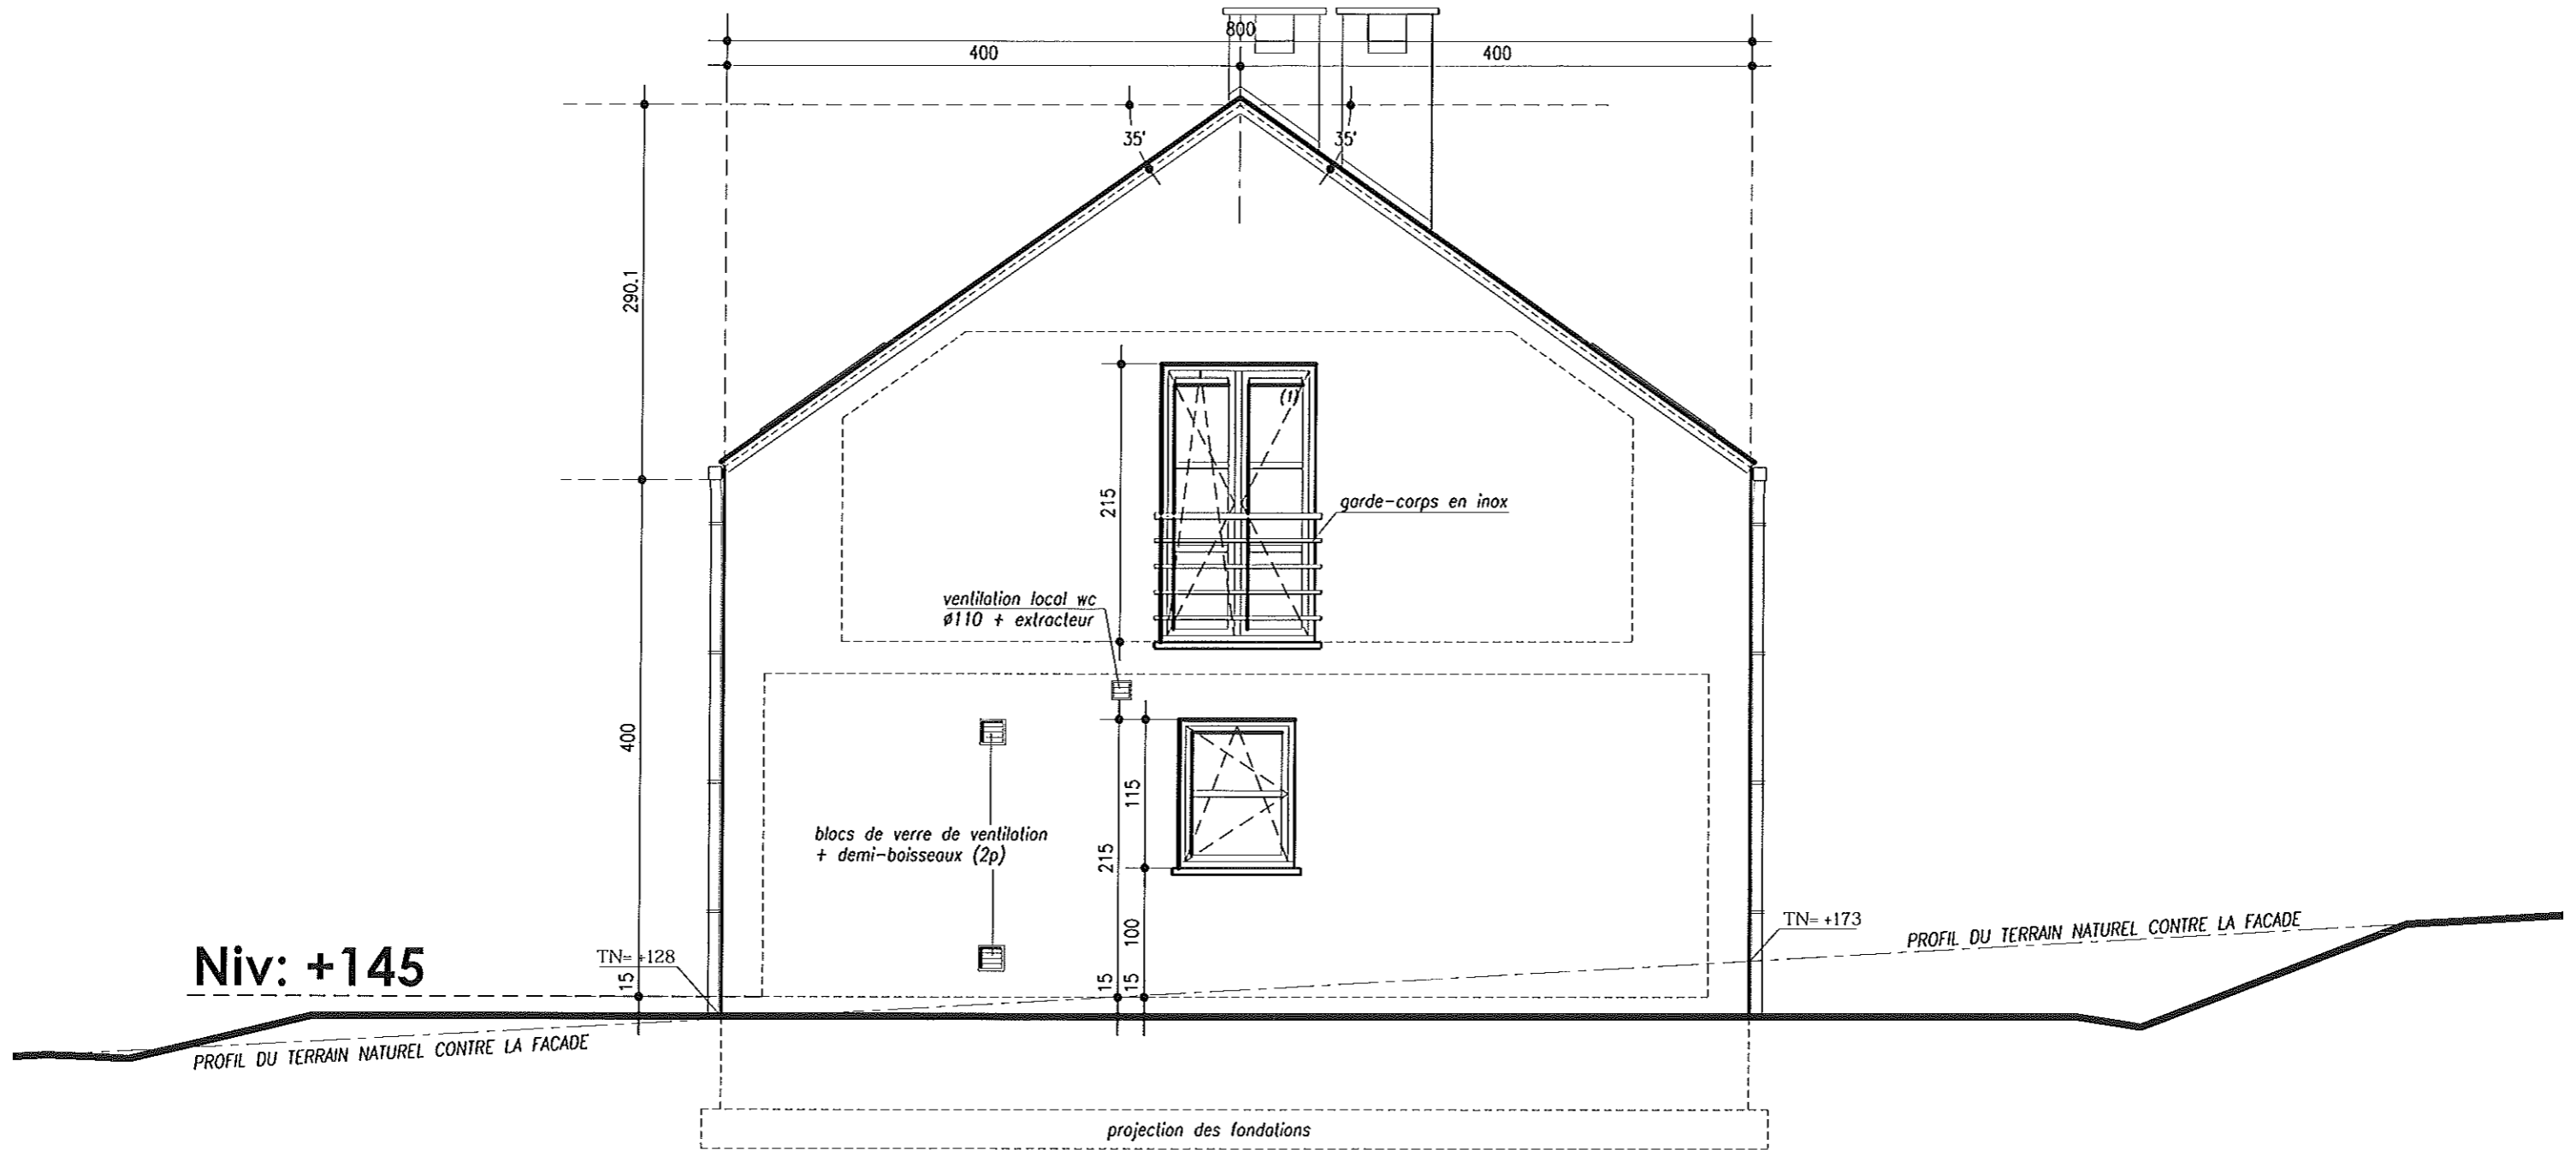 800
400
400
35'
35'
290.1
(1)
215
garde-corps en inox
ventilation local wc
ø110 + extracteur
400
115
blocs de verre de ventilation
+ demi-boisseaux (2p)
215
100
TN= +173
PROFIL DU TERRAIN NATUREL CONTRE LA FACADE
Niv: +145
TN= +128
15
15
15
PROFIL DU TERRAIN NATUREL CONTRE LA FACADE
projection des fondations